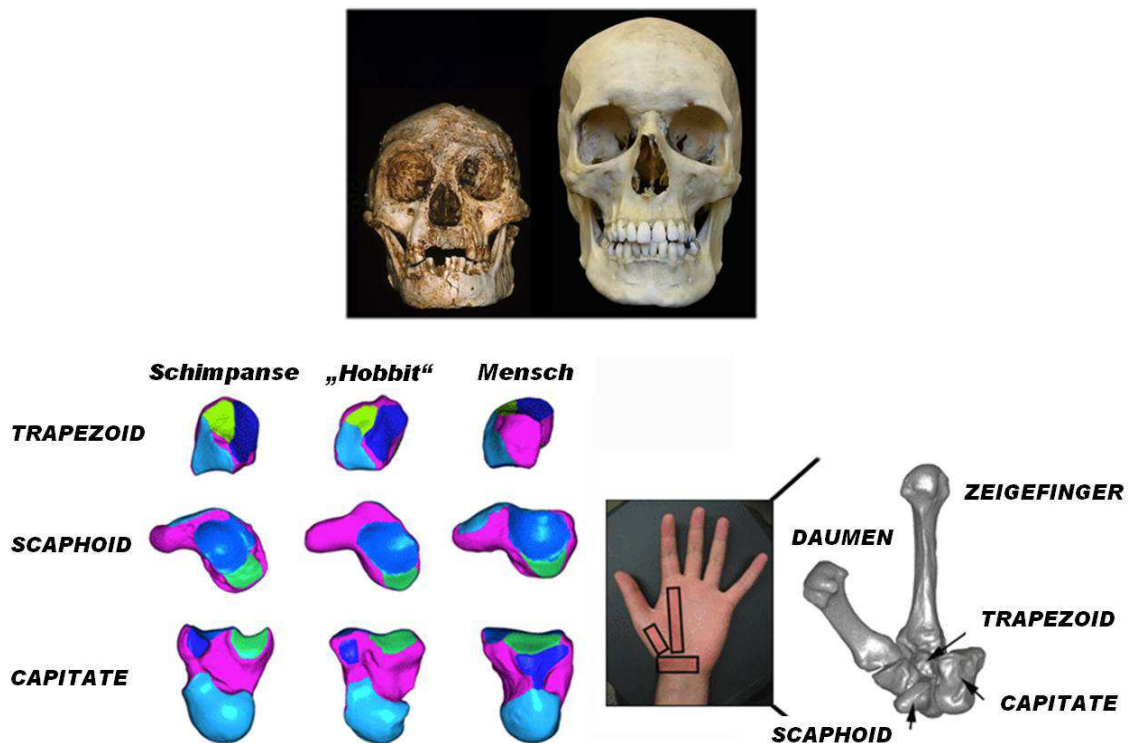 Schimpanse „Hobbit“ Mensch
TRAPEZOID
SCAPHOID
CAPITATE
ZEIGEFINGER
DAUMEN
TRAPEZOID
CAPITATE
SCAPHOID